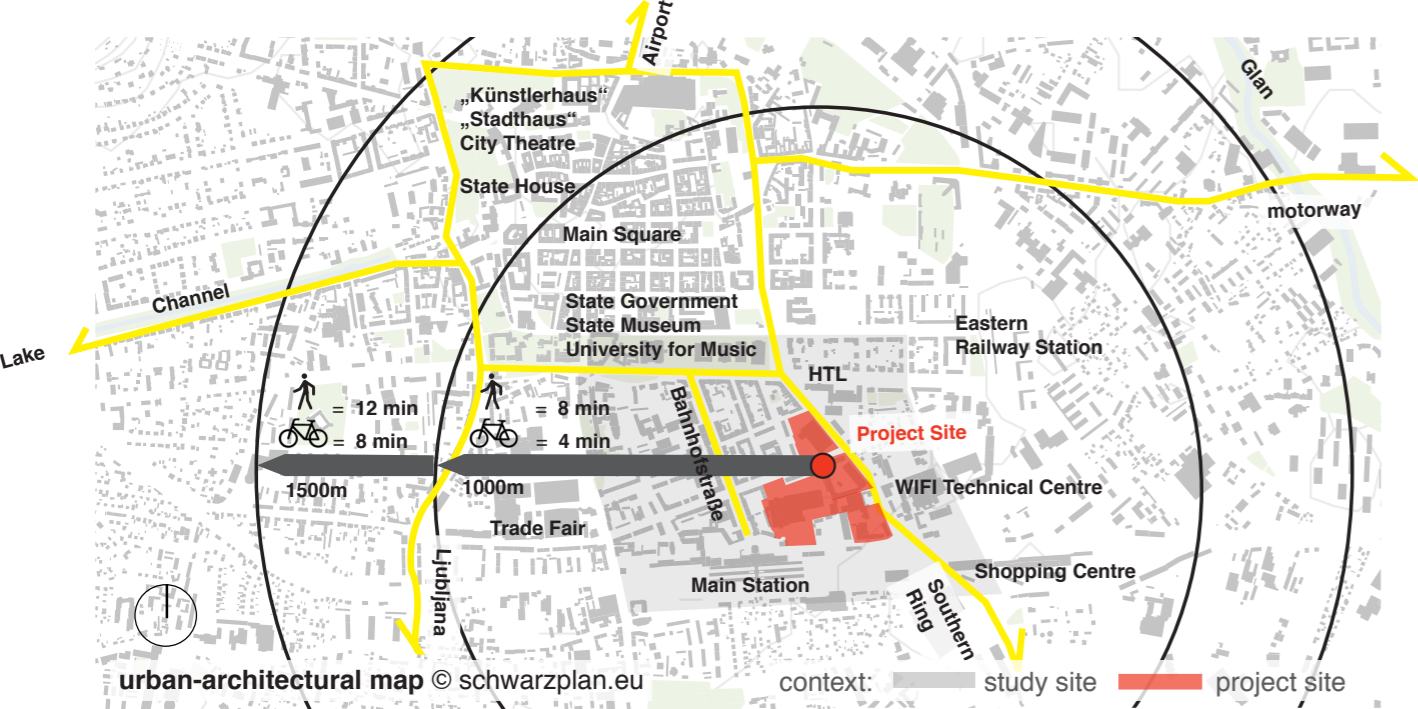 Airport
Glan
„Künstlerhaus“
„Stadthaus“
City Theatre
State House
motorway
Main Square
Channel
State Government
State Museum
University for Music
Eastern
Railway Station
Lake
HTL
= 12 min
= 8 min
= 8 min
= 4 min
Bahnhofstraße
Project Site
1500m
1000m
WIFI Technical Centre
Trade Fair
Ljubljana
Main Station
Shopping Centre
Southern
Ring
urban-architectural map © schwarzplan.eu
context: study site project site